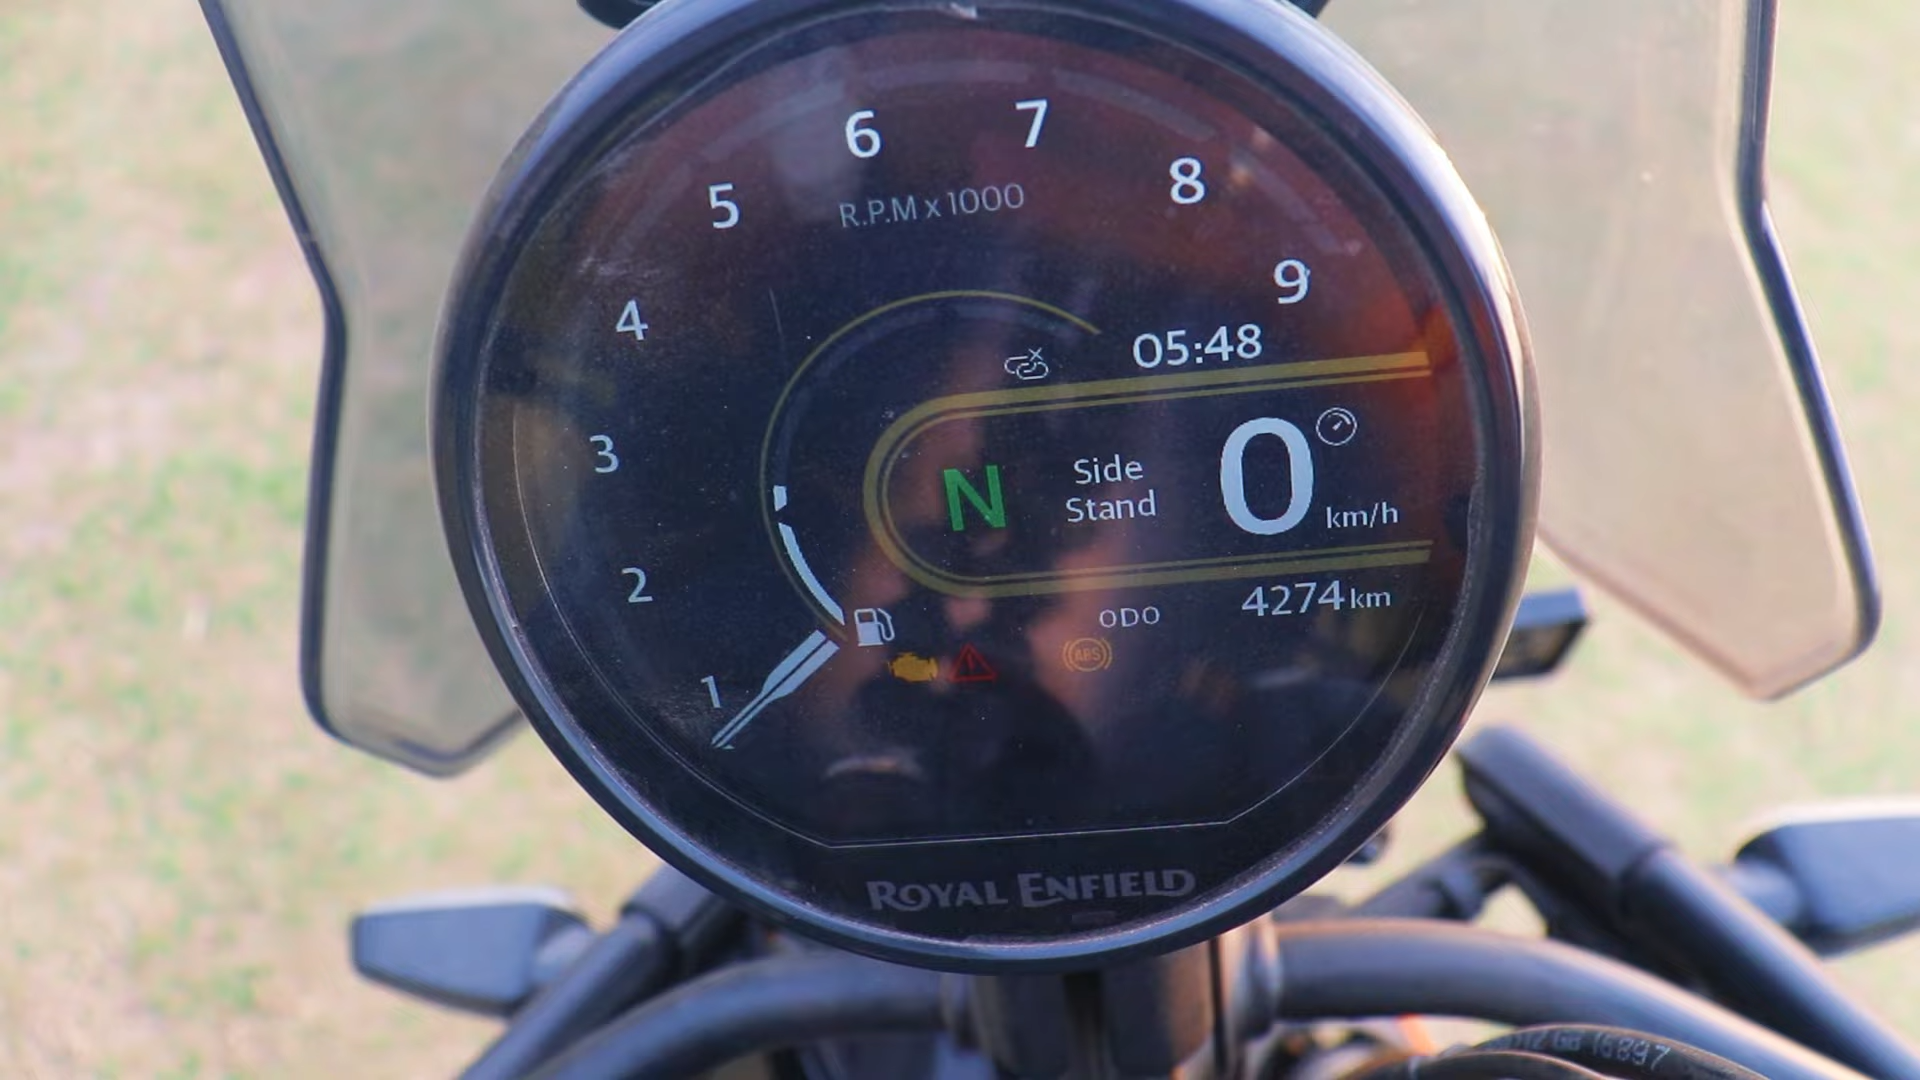 6
7
5
8
R.P.M x 1000
9
4
05:48
3
N
Side
Stand
0
km/h
2
ODO
4274 km
ABS
1
ROYAL ENFIELD